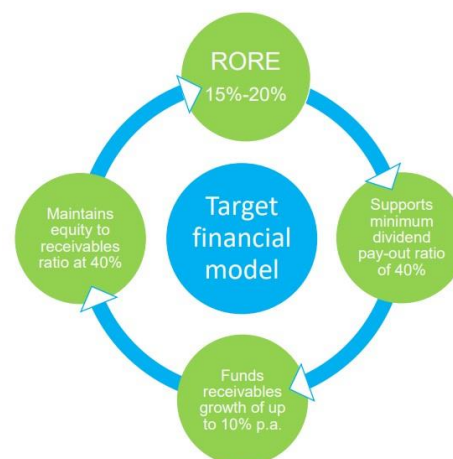 RORE
15%-20%
Target
financial
model
Supports
minimum
dividend
pay-out ratio
of 40%
Funds
receivables
growth of up
to 10% p.a.
Maintains
equity to
receivables
ratio at 40%